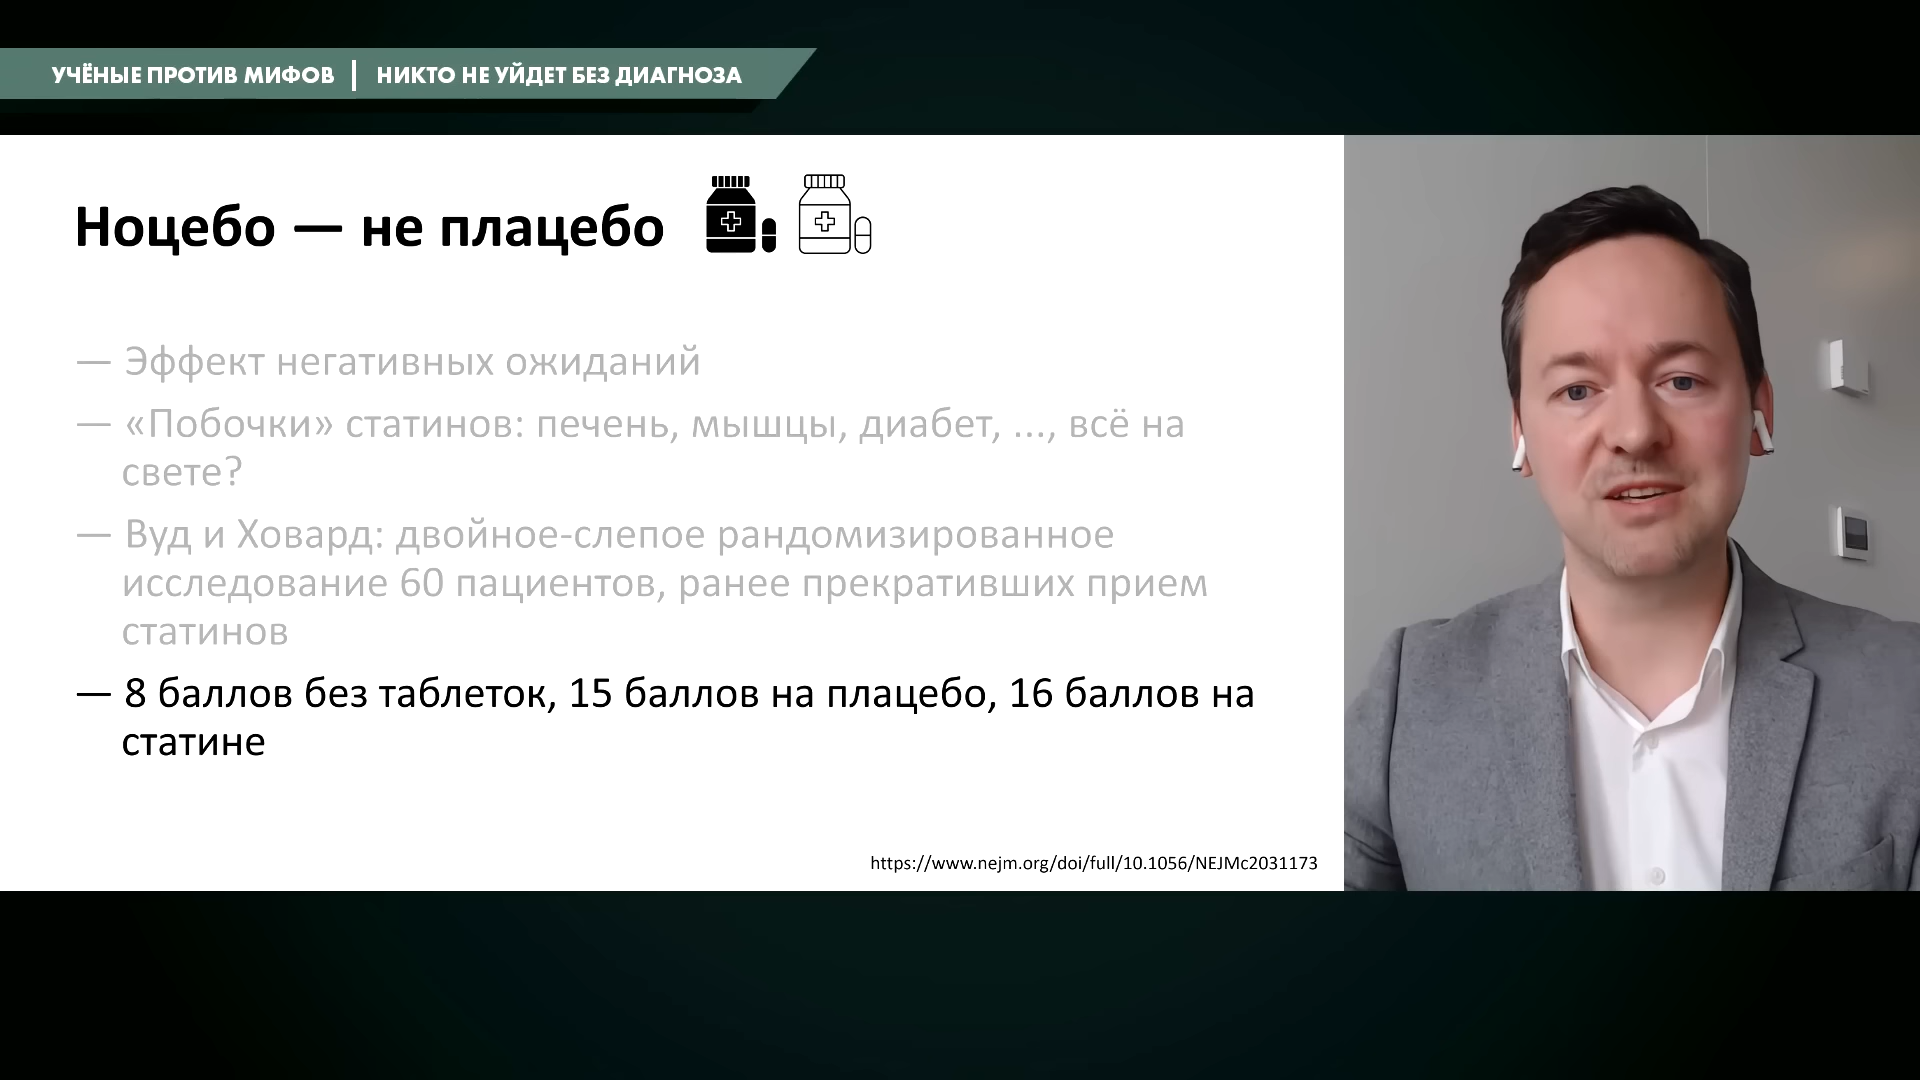 УЧЁНЫЕ ПРОТИВ МИФОВ | НИКТО НЕ УЙДЕТ БЕЗ ДИАГНОЗА
Ноцебо — не плацебо
— Эффект негативных ожиданий
— «Побочки» статинов: печень, мышцы, диабет, ..., всё на
свете?
— Вуд и Ховард: двойное-слепое рандомизированное
исследование 60 пациентов, ранее прекративших прием
статинов
— 8 баллов без таблеток, 15 баллов на плацебо, 16 баллов на
статине
https://www.nejm.org/doi/full/10.1056/NEJMc2031173